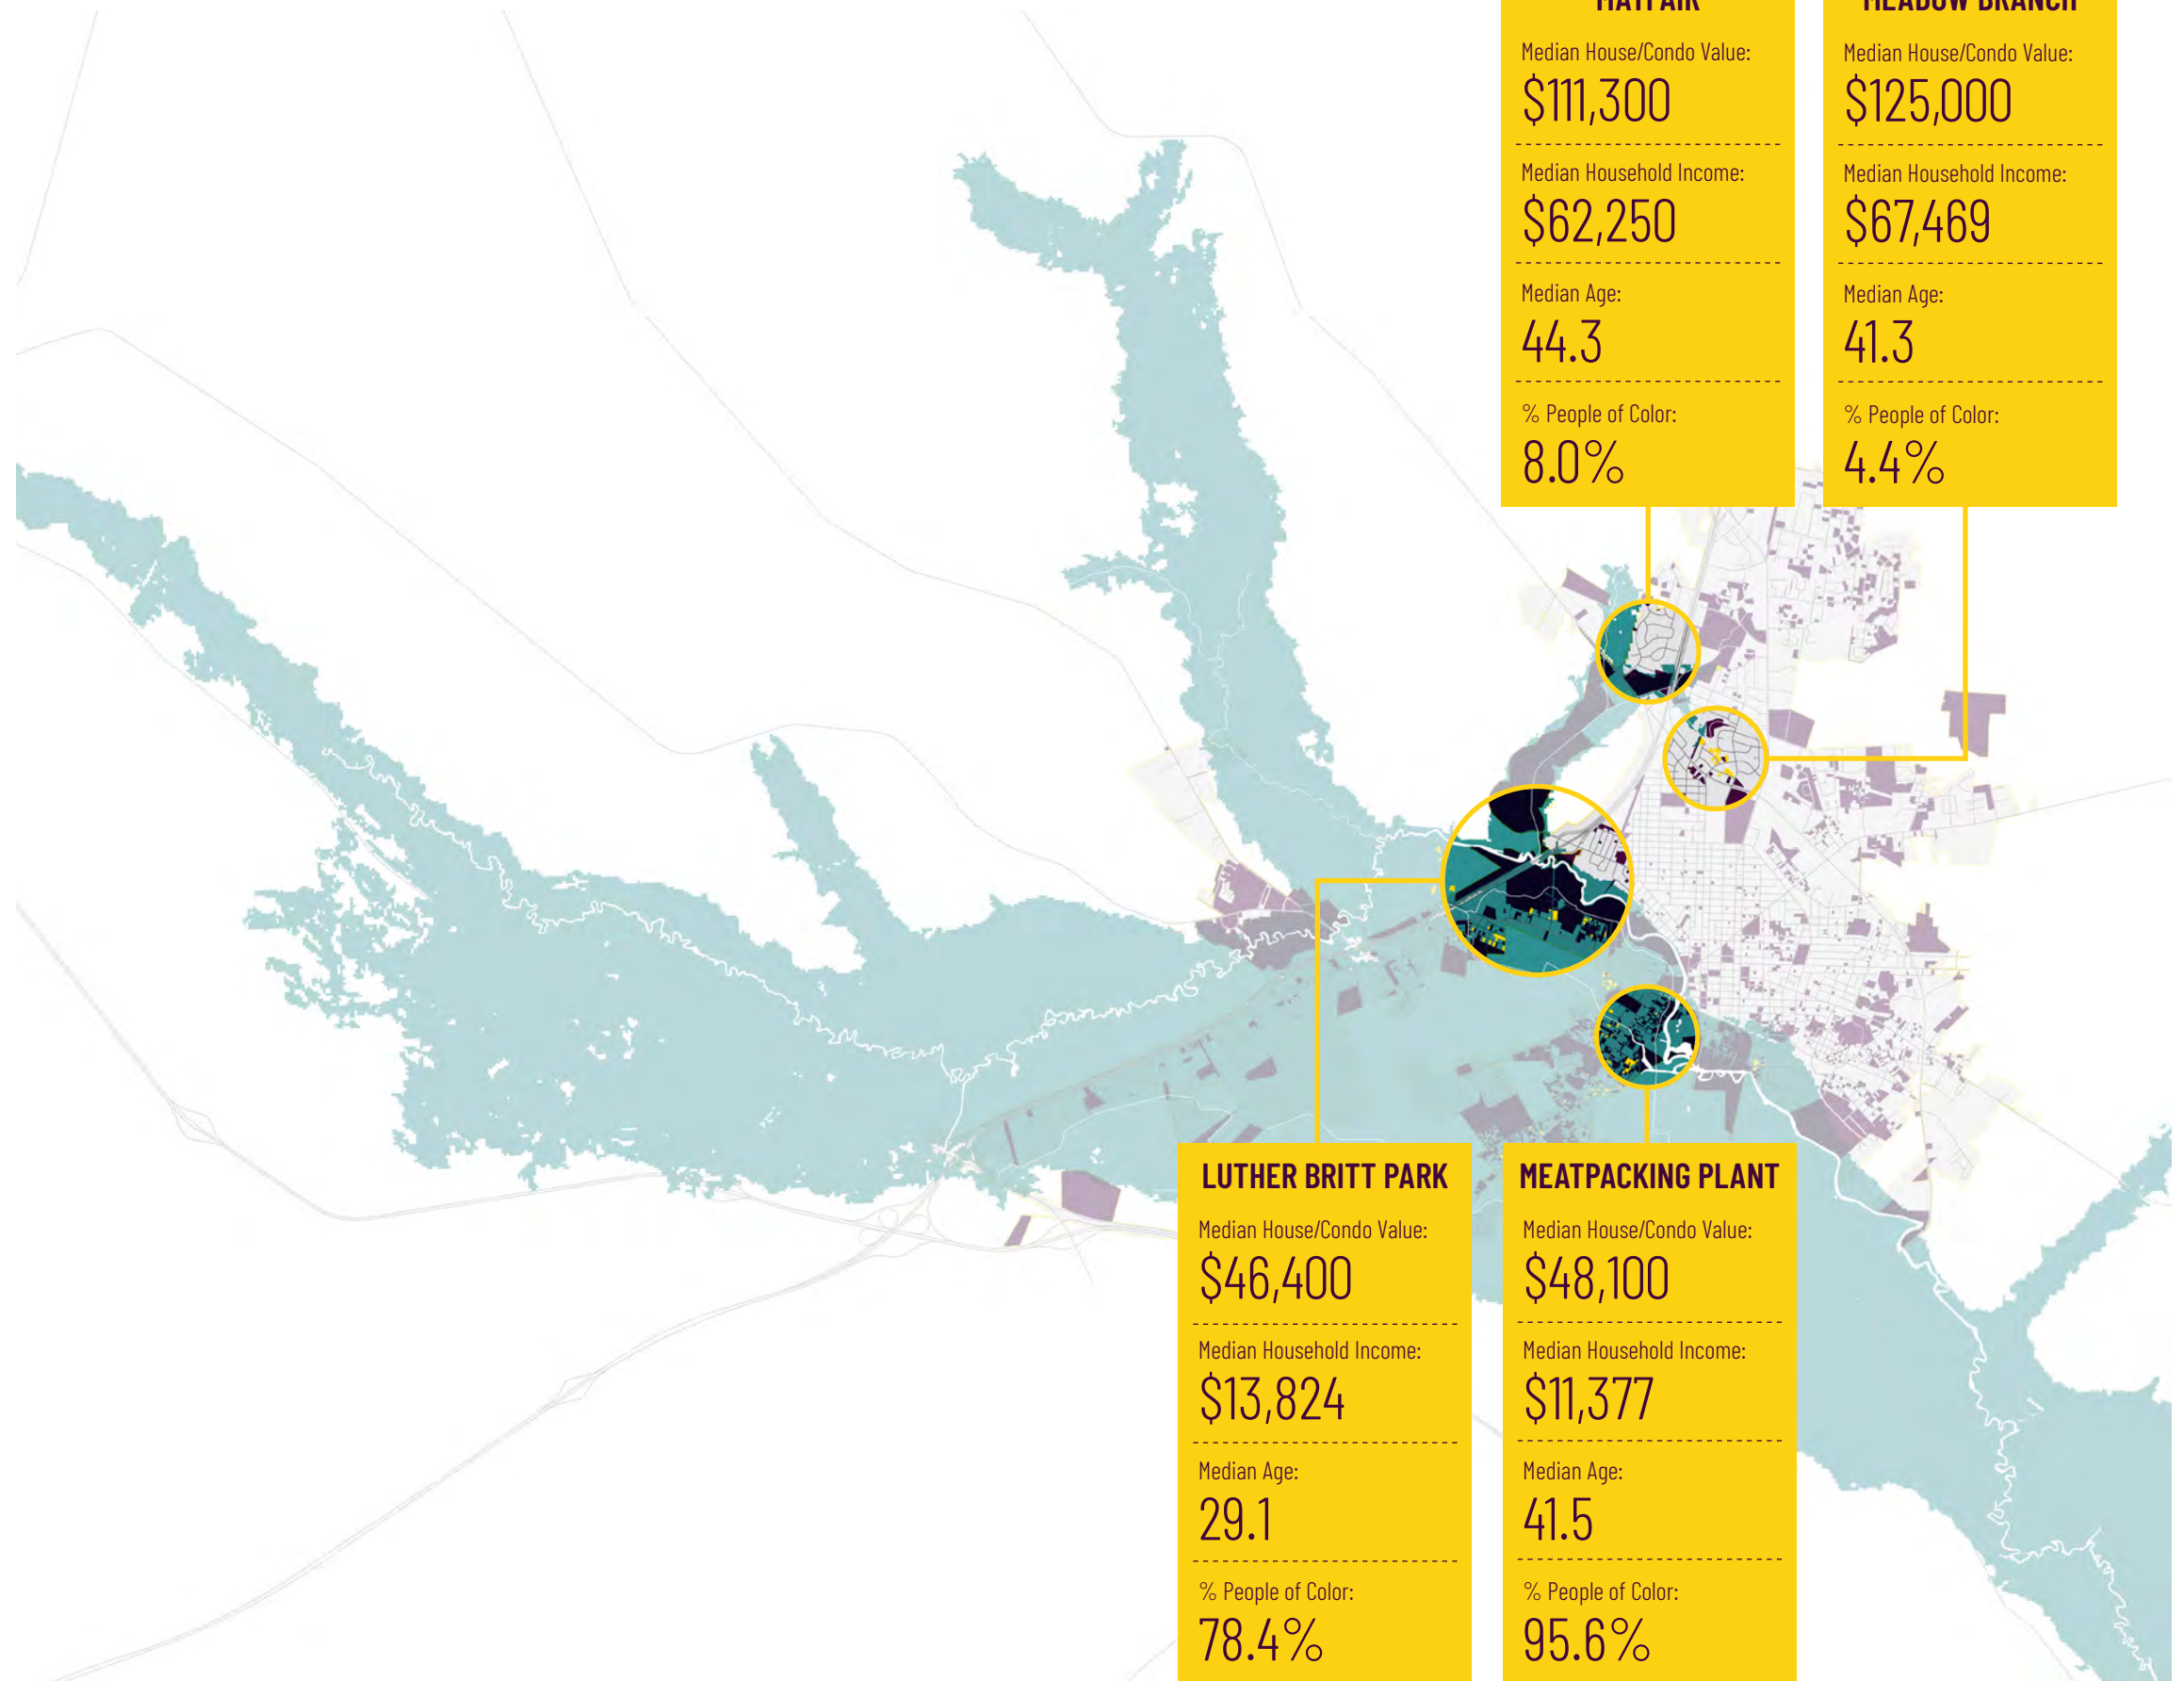 MAYFAIR
Median House/Condo Value:
$111,300
Median Household Income:
$62,250
Median Age:
44.3
% People of Color:
8.0%
MEADOW BRANCH
Median House/Condo Value:
$125,000
Median Household Income:
$67,469
Median Age:
41.3
% People of Color:
4.4%
LUTHER BRITT PARK
Median House/Condo Value:
$46,400
Median Household Income:
$13,824
Median Age:
29.1
% People of Color:
78.4%
MEATPACKING PLANT
Median House/Condo Value:
$48,100
Median Household Income:
$11,377
Median Age:
41.5
% People of Color:
95.6%